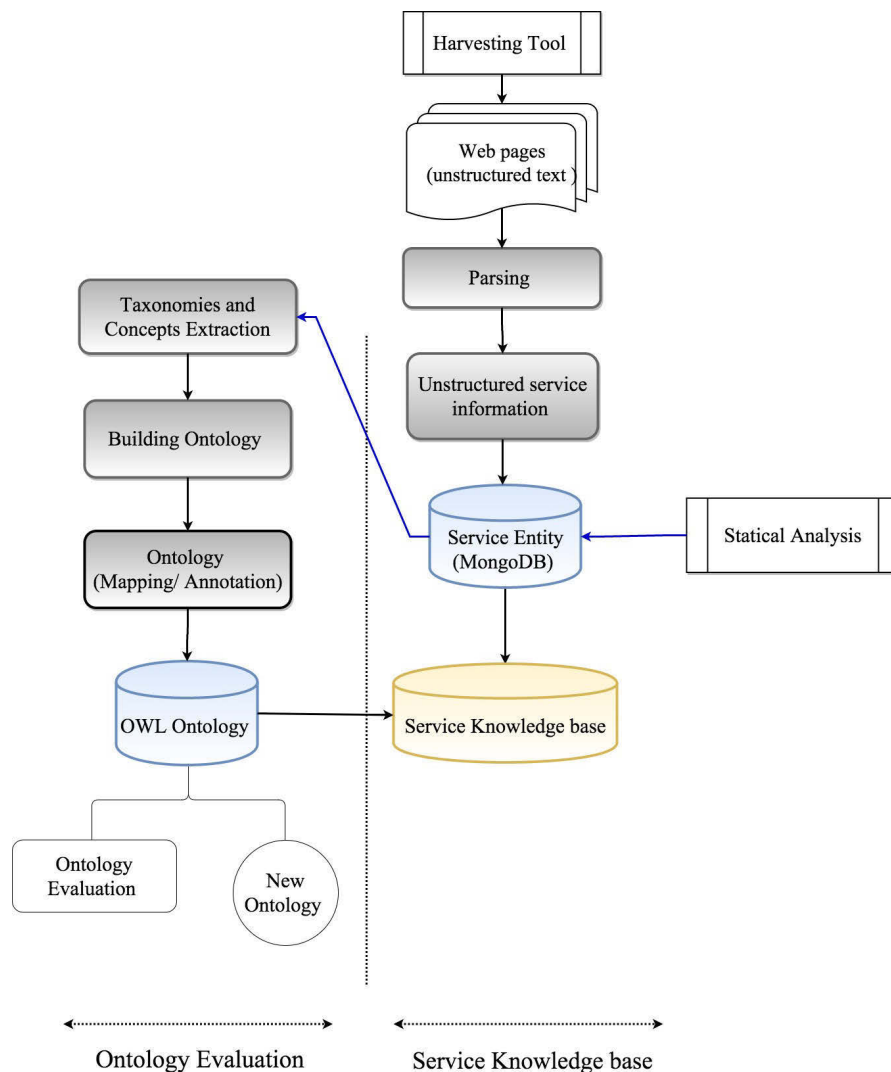 Harvesting Tool
Web pages
(unstructured text )
Parsing
Taxonomies and
Concepts Extraction
Unstructured service
information
Building Ontology
Service Entity
(MongoDB)
Statical Analysis
Ontology
(Mapping/ Annotation)
OWL Ontology
Service Knowledge base
Ontology
Evaluation
New
Ontology
Ontology Evaluation
Service Knowledge base